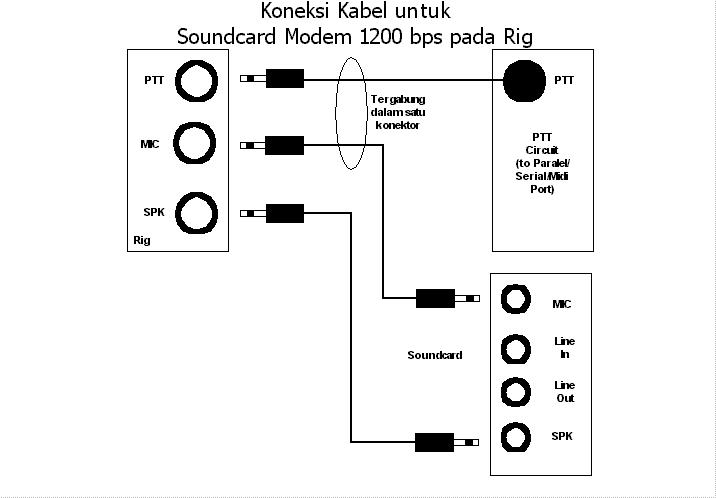 Koneksi Kabel untuk
Soundcard Modem 1200 bps pada Rig
PTT
MIC
SPK
Rig
Tergabung
dalam satu
konektor
PTT
PTT
Circuit
(to Paralel/
Serial/Midi
Port)
Soundcard
MIC
Line
In
Line
Out
SPK